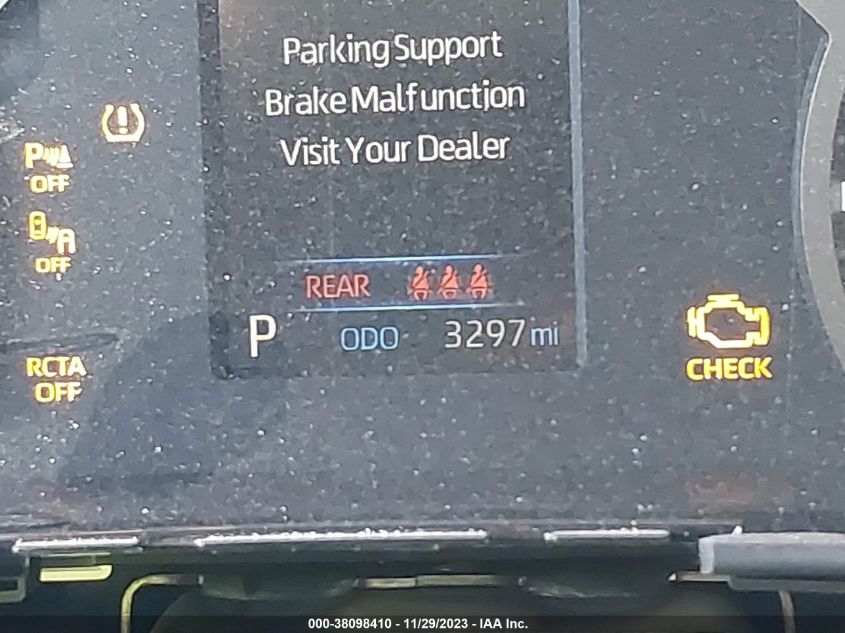 Parking Support
Brake Malfunction
Visit Your Dealer
P
OFF
A
OFF
REAR
P ODO 3297 mi
CHECK
RCTA
OFF
000-38098410 - 11/29/2023 - IAA Inc.